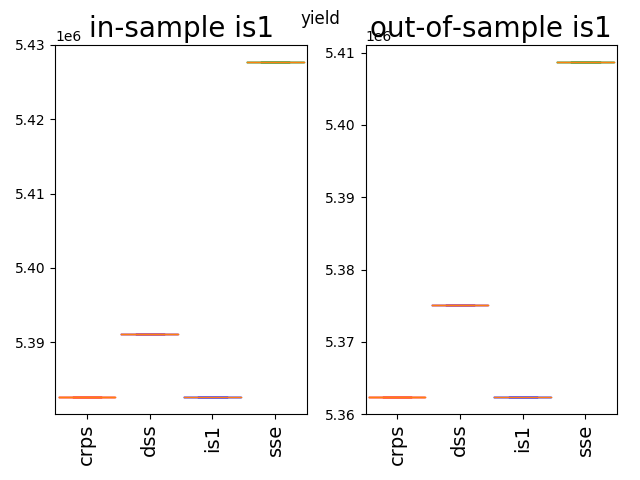 yield
in-sample is1
1e6
5.43
5.42
5.41
5.40
5.39
crps
dss
is1
sse
out-of-sample is1
1e6
5.41
5.40
5.39
5.38
5.37
5.36
crps
dss
is1
sse